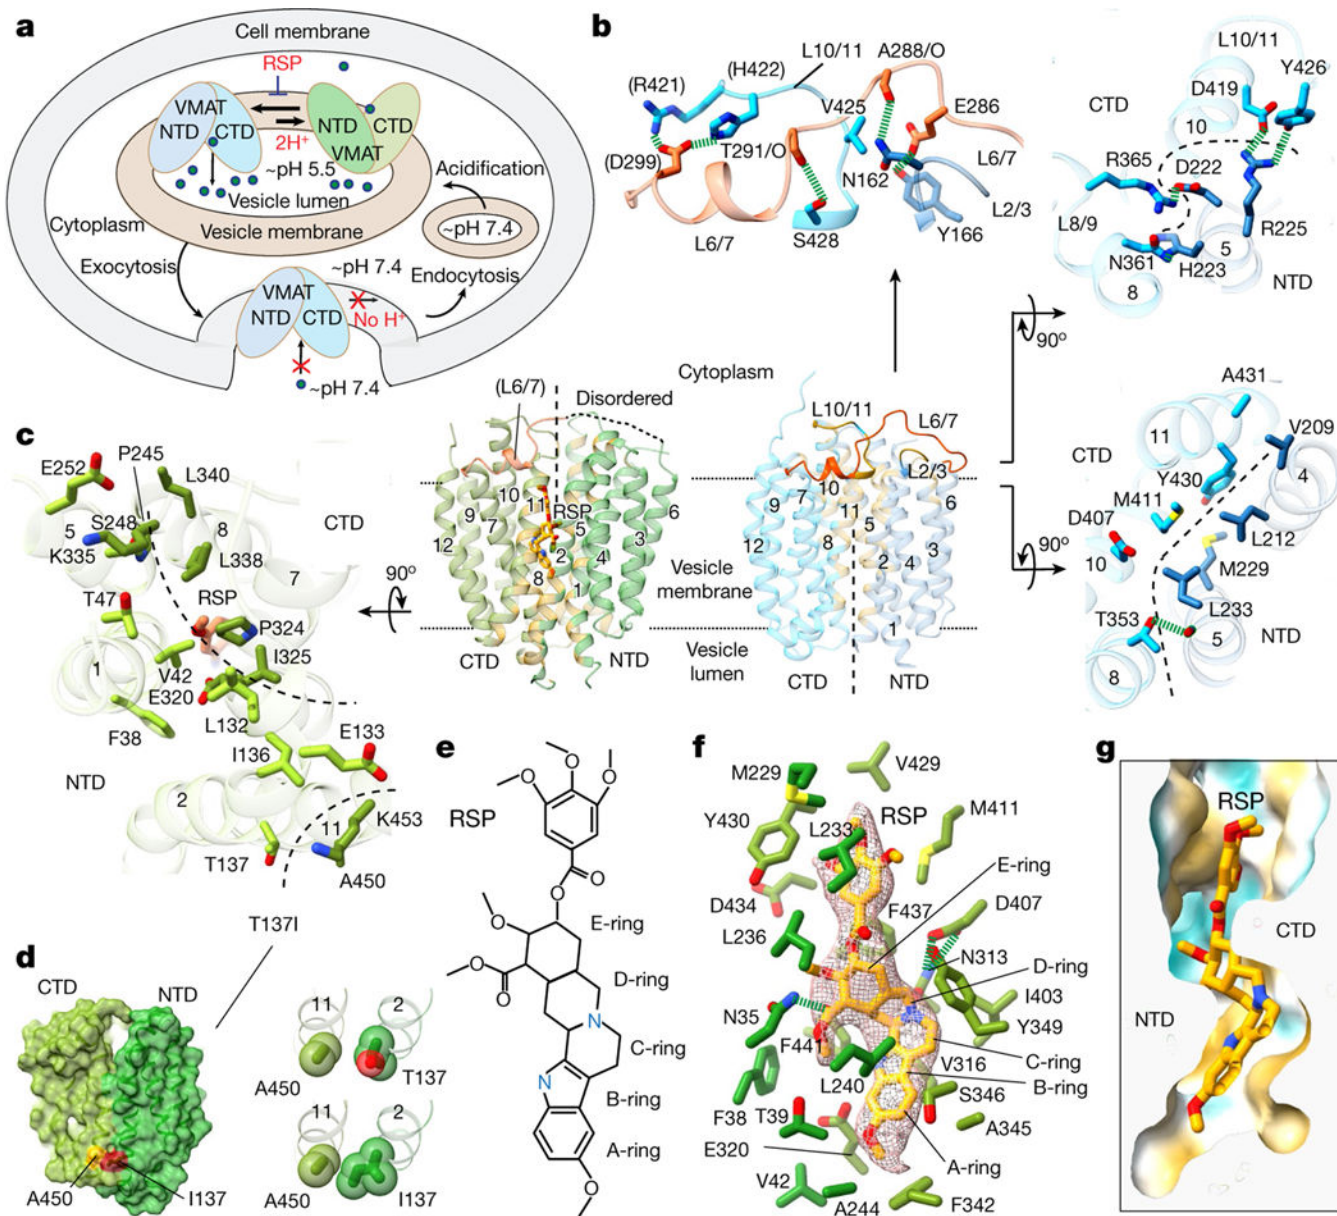 a
Cell membrane
RSP
VMAT
NTD
CTD
2H+
NTD
CTD
VMAT
~pH 5.5
Vesicle lumen
Acidification
Cytoplasm
Vesicle membrane
~pH 7.4
Exocytosis
~pH 7.4
Endocytosis
VMAT
NTD
CTD
No H+
~pH 7.4
b
L10/11
A288/O
(R421)
(H422)
V425
E286
(D299)
T291/O
N162
L6/7
L2/3
L6/7
S428
Y166
L10/11
Y426
D419
CTD
10
R365
D222
L8/9
R225
N361
H223
5
NTD
8
90°
Cytoplasm
(L6/7)
Disordered
10
9
7
11
RSP
5
6
12
2
4
3
8
1
CTD
NTD
Vesicle membrane
Vesicle lumen
L10/11
L6/7
L2/3
10
7
9
11
5
6
12
8
2
4
3
1
CTD
NTD
90°
A431
V209
11
CTD
Y430
4
M411
D407
L212
10
M229
L233
T353
5
NTD
8
c
P245
E252
L340
5
S248
8
CTD
K335
L338
7
T47
RSP
P324
1
V42
I325
E320
L132
F38
E133
I136
NTD
2
K453
11
T137
A450
90°
T137I
d
CTD
NTD
A450
I137
11
2
A450
T137
11
2
A450
I137
e
RSP
O
O
O
O
O
O
E-ring
O
O
D-ring
N
C-ring
N
B-ring
A-ring
O
f
M229
V429
RSP
Y430
L233
M411
E-ring
D434
F437
D407
L236
N313
D-ring
N35
I403
F441
Y349
V316
C-ring
L240
B-ring
F38
T39
S346
E320
A345
A-ring
V42
A244
F342
g
RSP
CTD
NTD